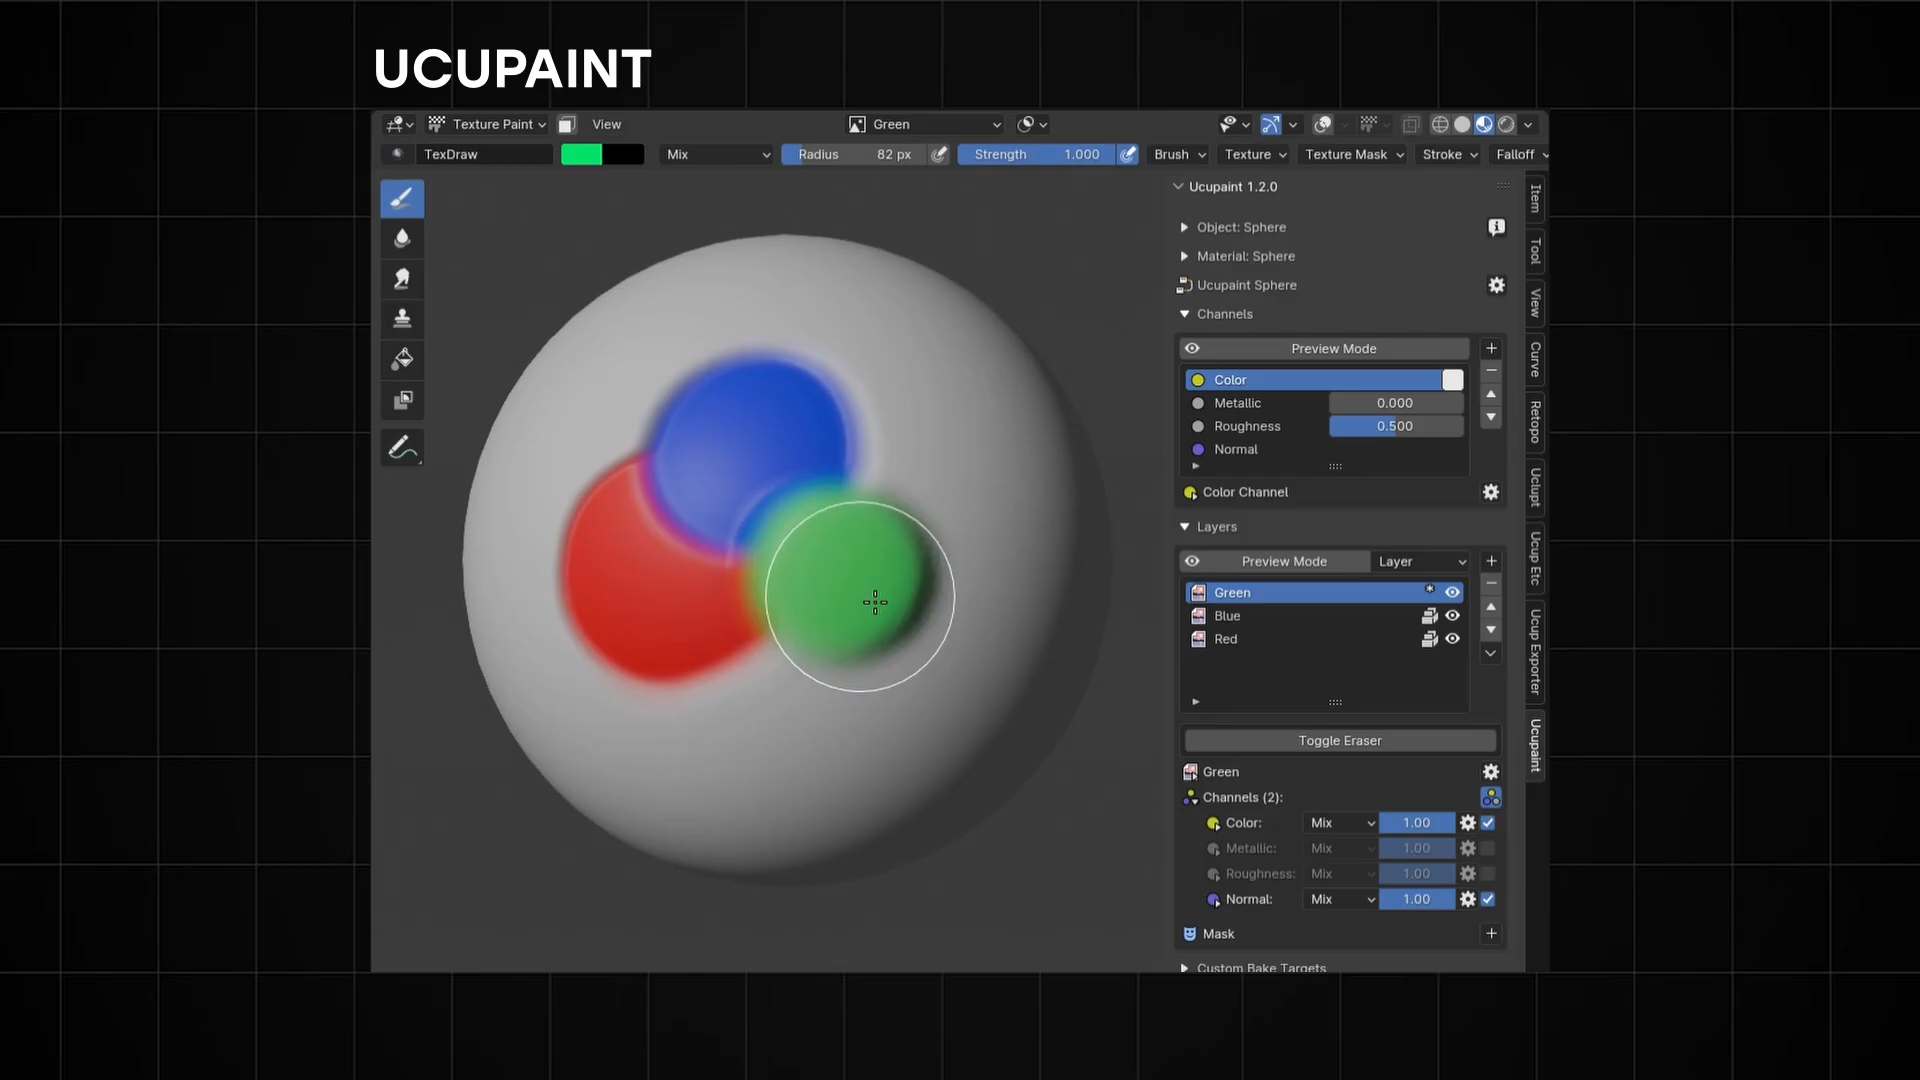 UCUPAINT
Texture Paint View Green
TexDraw Mix Radius 82 px Strength 1.000 Brush Texture Texture Mask Stroke Falloff
Ucupaint 1.2.0
Object: Sphere
Material: Sphere
Ucupaint Sphere
Channels
Preview Mode
Color
Metallic 0.000
Roughness 0.500
Normal
Color Channel
Layers
Preview Mode Layer
Green
Blue
Red
Toggle Eraser
Green
Channels (2):
Color: Mix 1.00
Metallic: Mix 1.00
Roughness: Mix 1.00
Normal: Mix 1.00
Mask
Custom Bake Targets
Item
Tool
View
Curve
Retopo
Uclupt
Ucup Etc
Ucup Exporter
Ucupaint